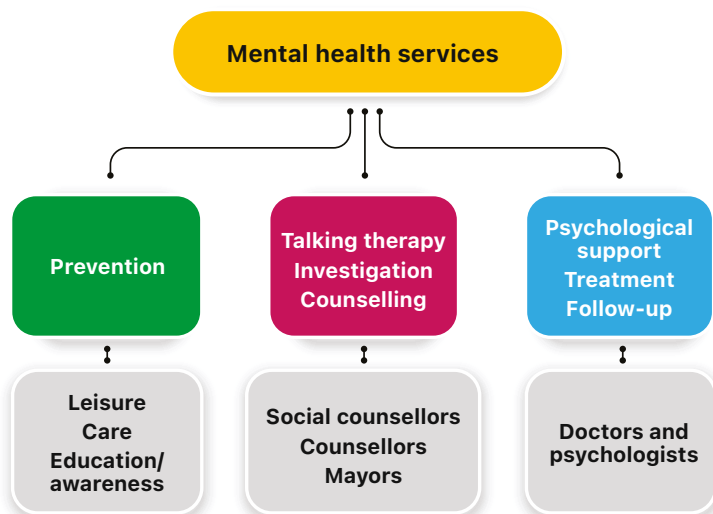 Mental health services
Prevention
Talking therapy
Investigation
Counselling
Psychological
support
Treatment
Follow-up
Leisure
Care
Education/
awareness
Social counsellors
Counsellors
Mayors
Doctors and
psychologists